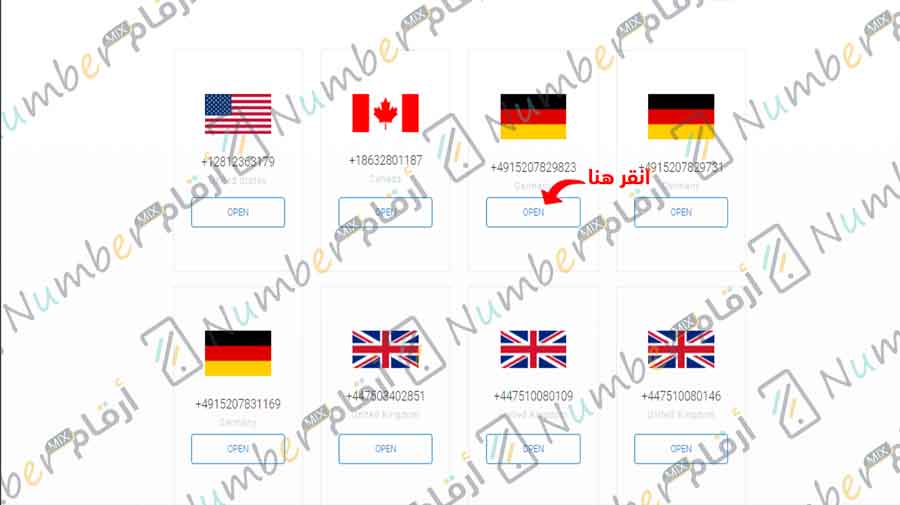 +12812363179
+18632801187
+4915207829823
+4915207829731
United States
Canada
Germany
Germany
انقر هنا
OPEN
OPEN
OPEN
OPEN
+4915207831169
+447503402851
+447510080109
+447510080146
Germany
United Kingdom
United Kingdom
United Kingdom
OPEN
OPEN
OPEN
OPEN
Number MIX أرقام